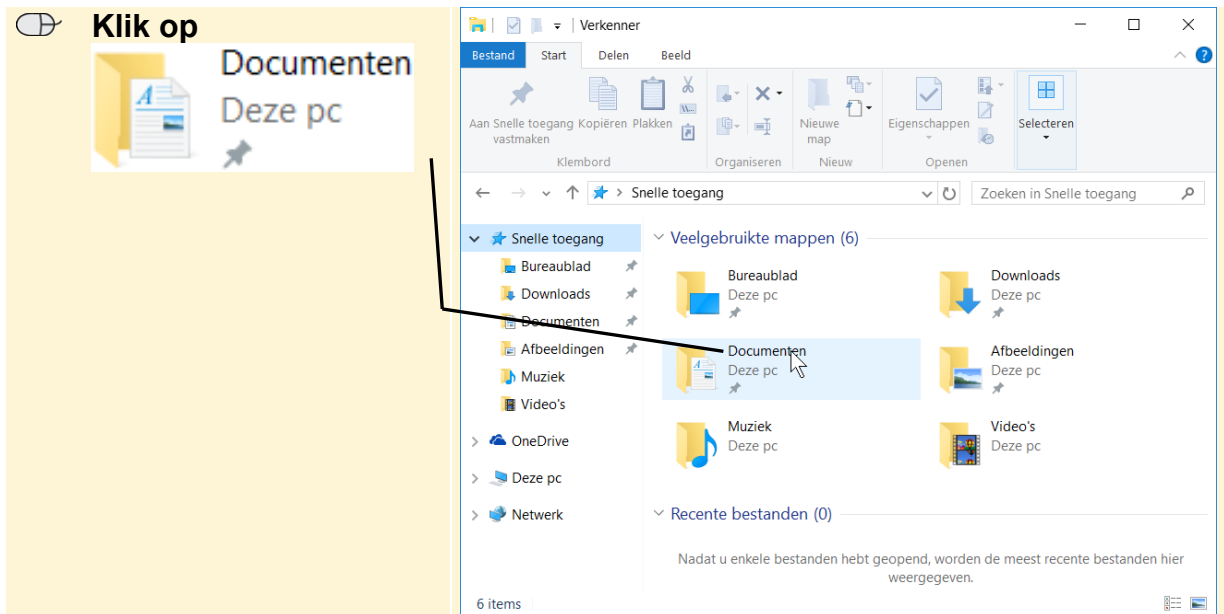 Klik op
Documenten
Deze pc
Verkenner
Bestand Start Delen Beeld
Aan Snelle toegang vastmaken
Kopiëren
Plakken
Klembord
Organiseren
Nieuwe map
Nieuw
Eigenschappen
Openen
Selecteren
Snelle toegang
Zoeken in Snelle toegang
Snelle toegang
Bureaublad
Downloads
Documenten
Afbeeldingen
Muziek
Video's
OneDrive
Deze pc
Netwerk
Veelgebruikte mappen (6)
Bureaublad
Deze pc
Downloads
Deze pc
Documenten
Deze pc
Afbeeldingen
Deze pc
Muziek
Deze pc
Video's
Deze pc
Recente bestanden (0)
Nadat u enkele bestanden hebt geopend, worden de meest recente bestanden hier
weergegeven.
6 items